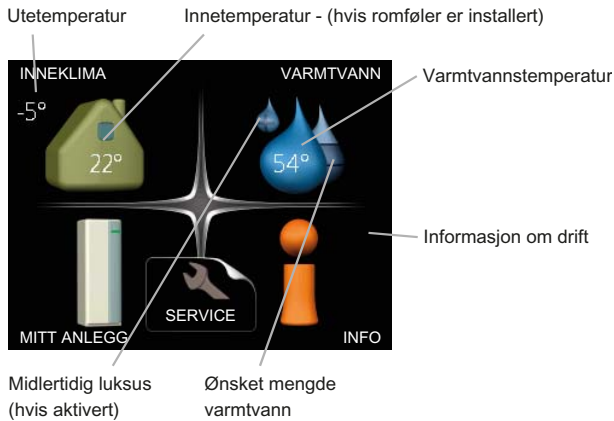 Utetemperatur
Innetemperatur - (hvis romføler er installert)
INNEKLIMA
VARMTVANN
Varmtvannstemperatur
-5°
22°
54°
Informasjon om drift
SERVICE
MITT ANLEGG
INFO
Midlertidig luksus
(hvis aktivert)
Ønsket mengde
varmtvann